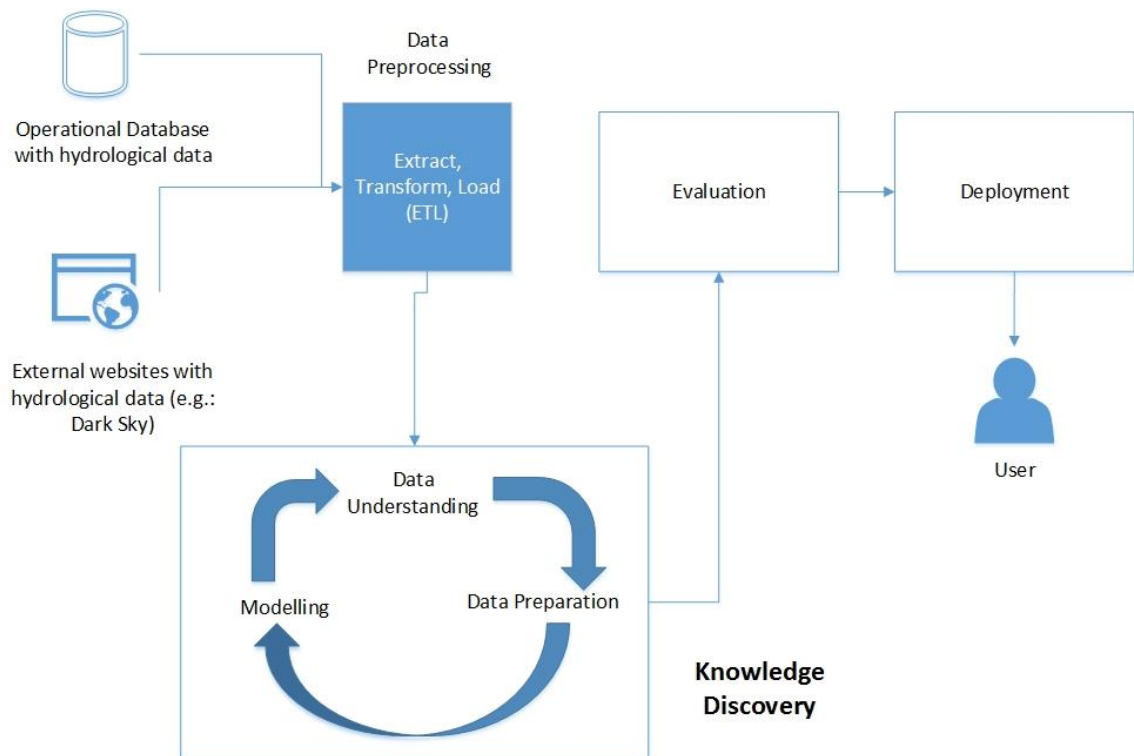 Data
Preprocessing
Operational Database
with hydrological data
Extract,
Transform, Load
(ETL)
Evaluation
Deployment
External websites with
hydrological data (e.g.:
Dark Sky)
User
Data
Understanding
Data Preparation
Modelling
Knowledge
Discovery